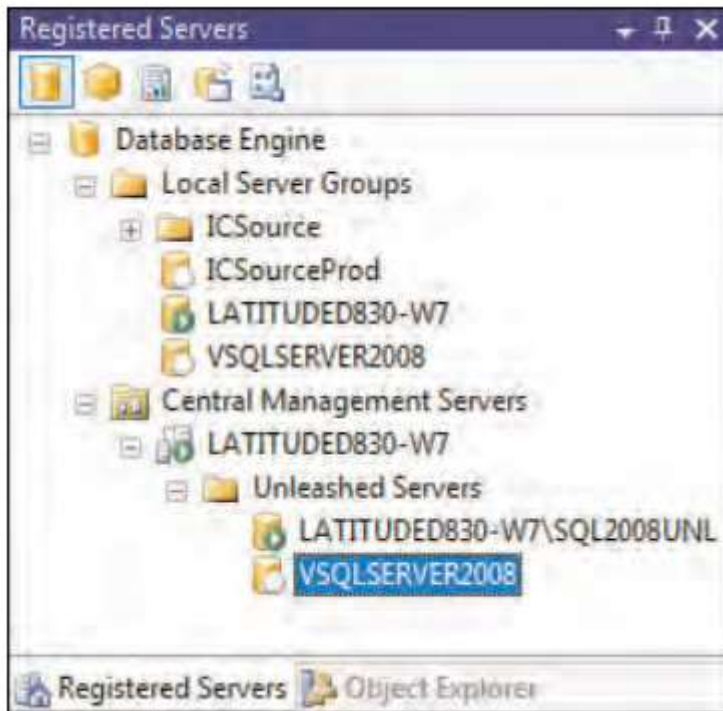 Registered Servers
Database Engine
Local Server Groups
ICSource
ICSourceProd
LATITUDED830-W7
VSQLSERVER2008
Central Management Servers
LATITUDED830-W7
Unleashed Servers
LATITUDED830-W7\SQL2008UNL
VSQLSERVER2008
Registered Servers Object Explorer